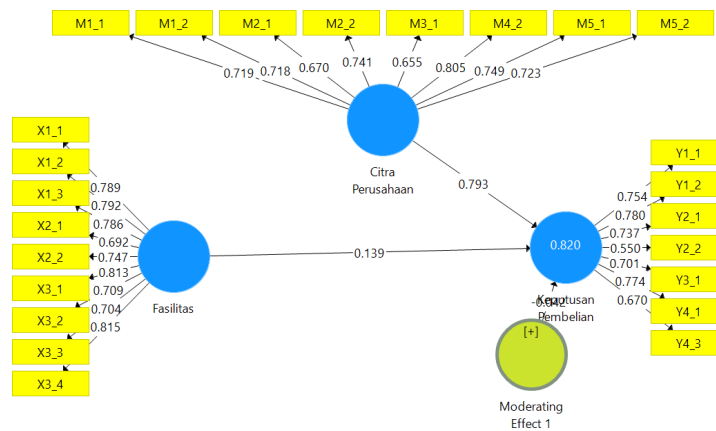 M1_1 M1_2 M2_1 M2_2 M3_1 M4_2 M5_1 M5_2
0.719 0.718 0.670 0.741 0.655 0.805 0.749 0.723
Citra
Perusahaan
X1_1
X1_2
X1_3
X2_1
X2_2
X3_1
X3_2
X3_3
X3_4
0.789
0.792
0.786
0.692
0.747
0.813
0.709
0.704
0.815
Fasilitas
0.793
0.139
0.820
Keputusan
Pembelian
-0.042
[+]
Moderating
Effect 1
0.754
0.780
0.737
0.550
0.701
0.774
0.670
Y1_1
Y1_2
Y2_1
Y2_2
Y3_1
Y4_1
Y4_3